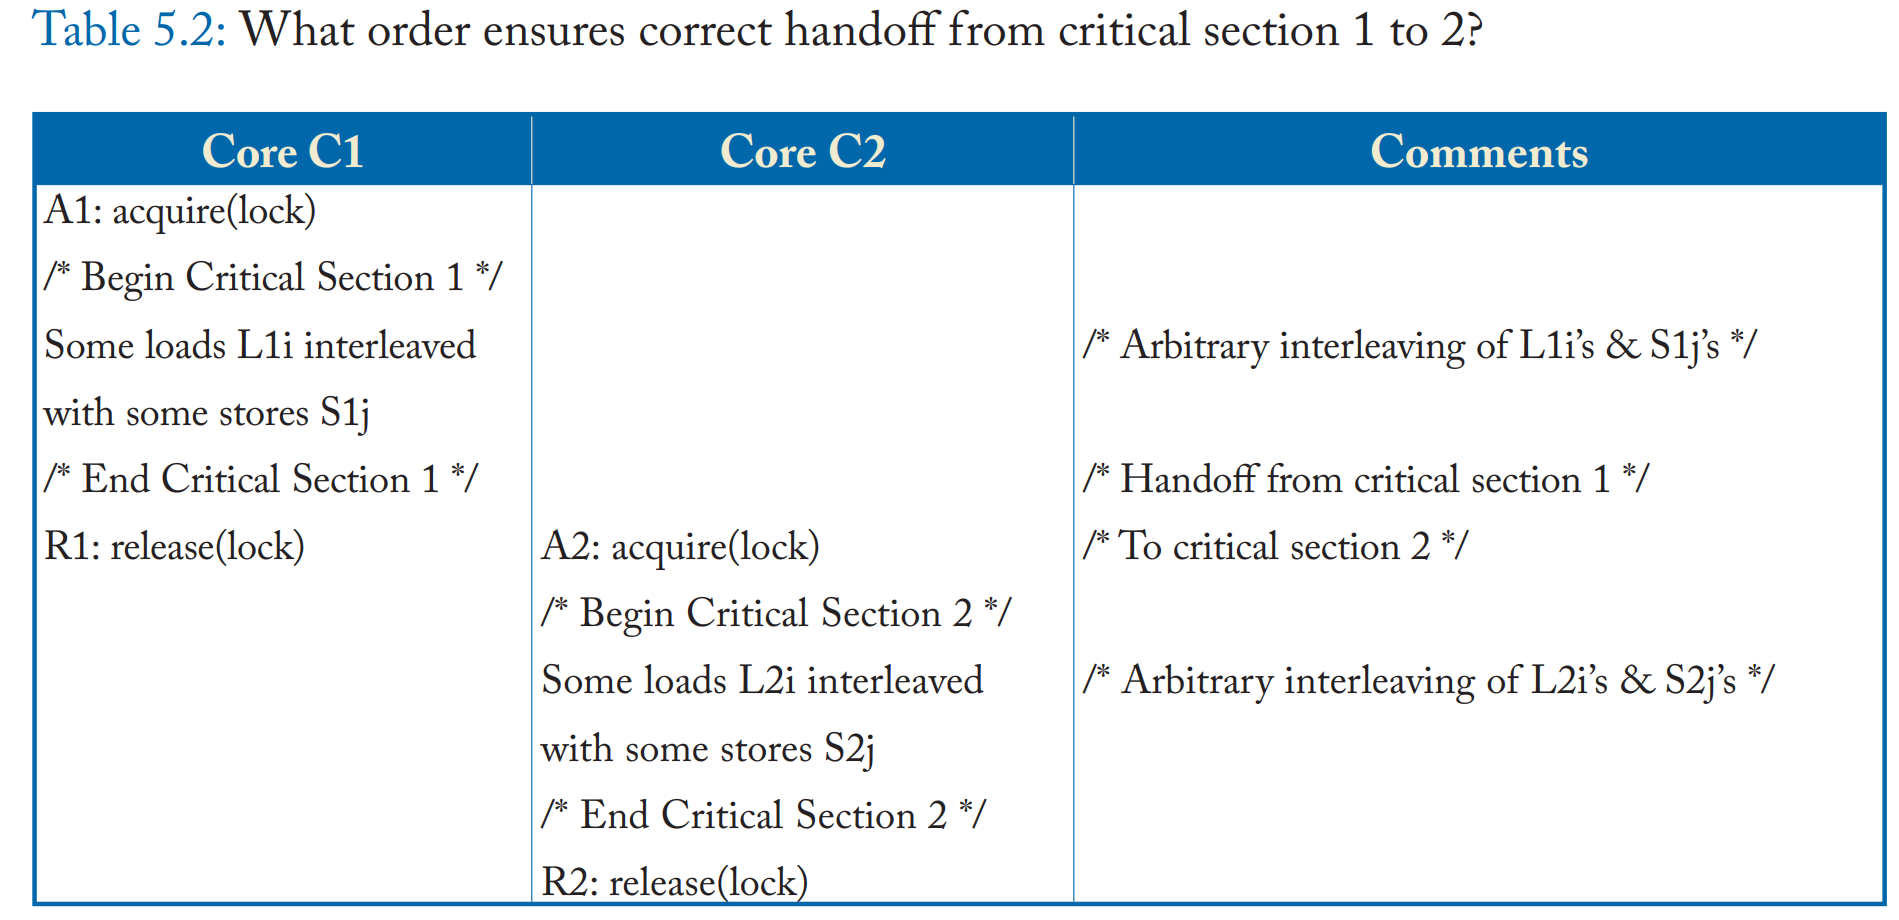 Table 5.2: What order ensures correct handoff from critical section 1 to 2?
Core C1 Core C2 Comments
A1: acquire(lock)
/* Begin Critical Section 1 */
Some loads L1i interleaved /* Arbitrary interleaving of L1i’s & S1j’s */
with some stores S1j
/* End Critical Section 1 */ /* Handoff from critical section 1 */
R1: release(lock) A2: acquire(lock) /* To critical section 2 */
/* Begin Critical Section 2 */
Some loads L2i interleaved /* Arbitrary interleaving of L2i’s & S2j’s */
with some stores S2j
/* End Critical Section 2 */
R2: release(lock)